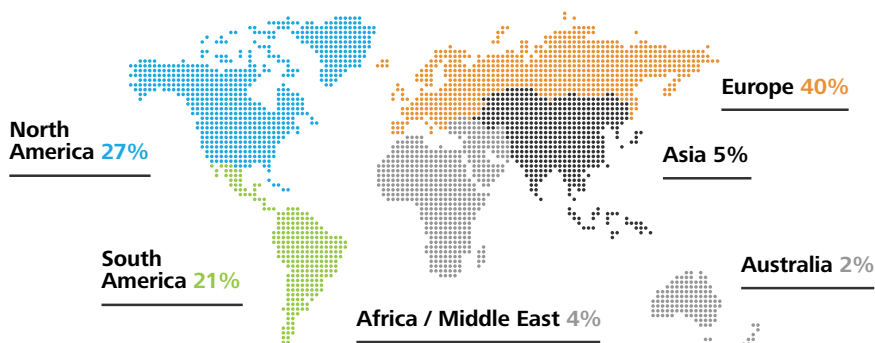 Europe 40%
North
America 27%
Asia 5%
South
America 21%
Australia 2%
Africa / Middle East 4%